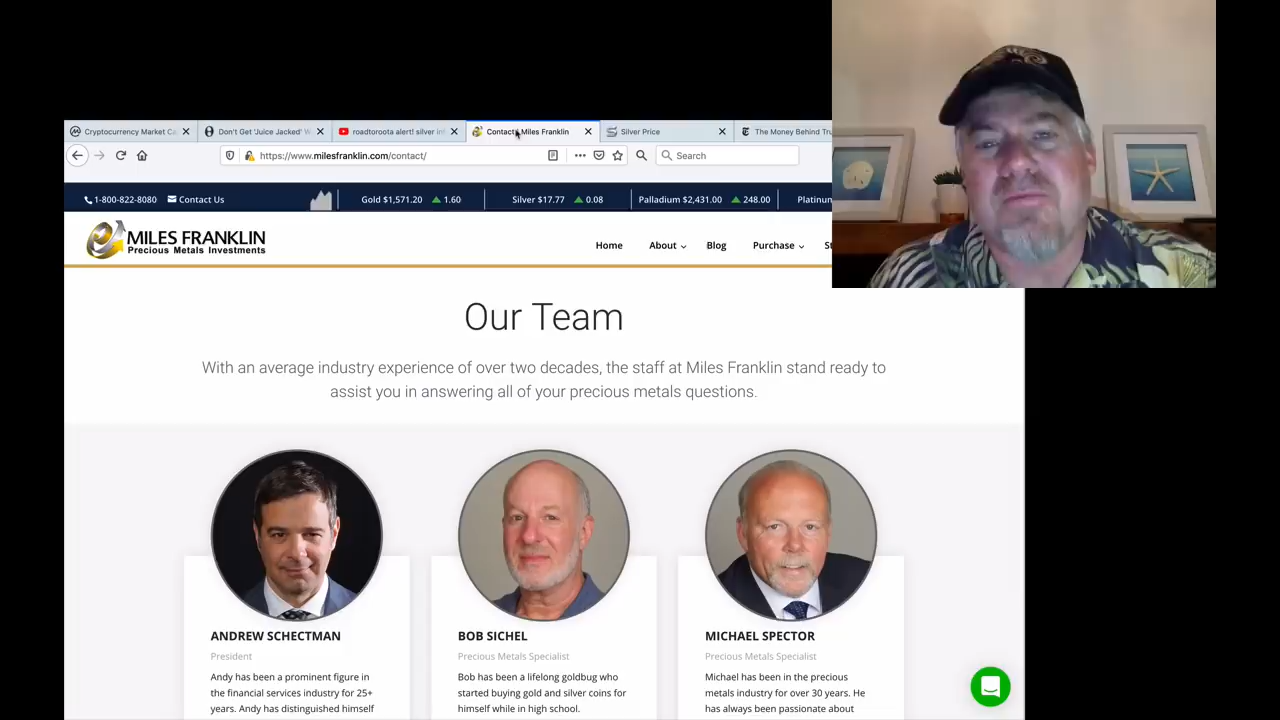 Cryptocurrency Market Ca
Don't Get 'Juice Jacked' W
roadtoroota alert! silver in
Contact Miles Franklin
Silver Price
The Money Behind Tru
https://www.milesfranklin.com/contact/
Search
1-800-822-8080
Contact Us
Gold $1,571.20 1.60
Silver $17.77 0.08
Palladium $2,431.00 248.00
Platinum
MILES FRANKLIN
Precious Metals Investments
Home
About
Blog
Purchase
St
Our Team
With an average industry experience of over two decades, the staff at Miles Franklin stand ready to
assist you in answering all of your precious metals questions.
ANDREW SCHECTMAN
President
Andy has been a prominent figure in
the financial services industry for 25+
years. Andy has distinguished himself
BOB SICHEL
Precious Metals Specialist
Bob has been a lifelong goldbug who
started buying gold and silver coins for
himself while in high school.
MICHAEL SPECTOR
Precious Metals Specialist
Michael has been in the precious
metals industry for over 30 years. He
has always been passionate about